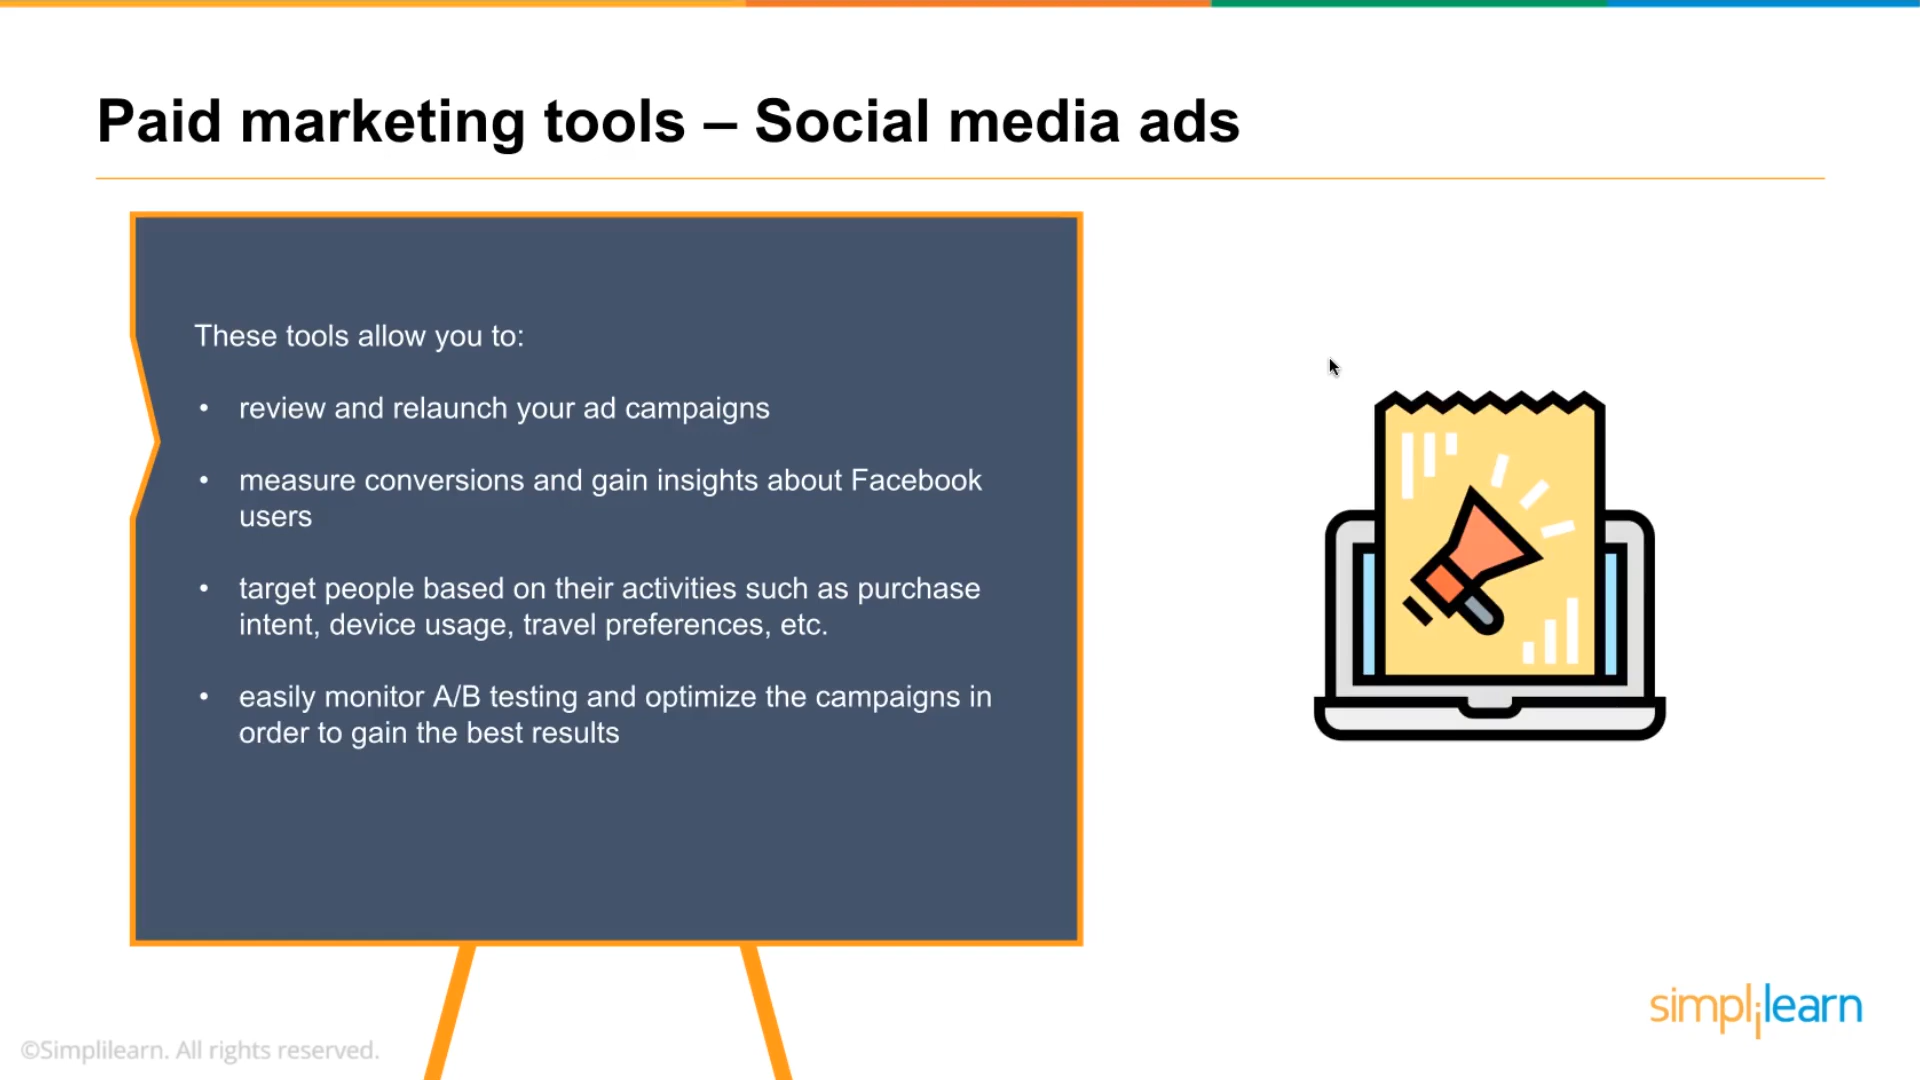 Paid marketing tools – Social media ads
These tools allow you to:
• review and relaunch your ad campaigns
• measure conversions and gain insights about Facebook
users
• target people based on their activities such as purchase
intent, device usage, travel preferences, etc.
• easily monitor A/B testing and optimize the campaigns in
order to gain the best results
simplilearn
©Simplilearn. All rights reserved.